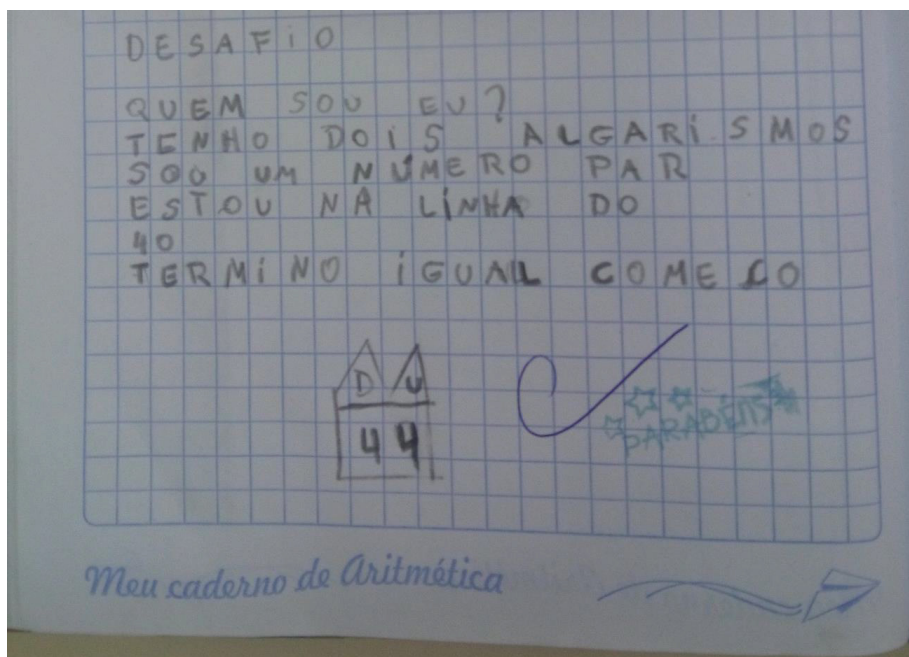 DESAFIO
QUEM SOU EU?
TENHO DOIS ALGARISMOS
SOU UM NÚMERO PAR
ESTOU NA LINHA DO
40
TERMINO IGUAL COMEÇO
D U
44
PARABÉNS
Meu caderno de Aritmética